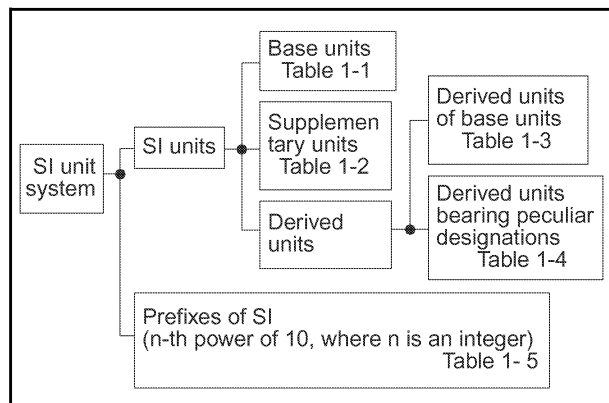 SI unit
system
SI units
Base units
Table 1-1
Supplemen
tary units
Table 1-2
Derived
units
Derived units
of base units
Table 1-3
Derived units
bearing peculiar
designations
Table 1-4
Prefixes of SI
(n-th power of 10, where n is an integer)
Table 1- 5